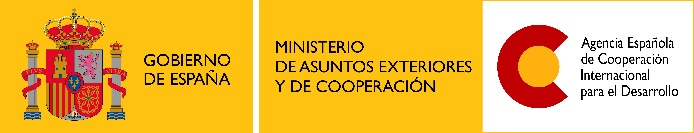 GOBIERNO
DE ESPAÑA
MINISTERIO
DE ASUNTOS EXTERIORES
Y DE COOPERACIÓN
Agencia Española
de Cooperación
Internacional
para el Desarrollo